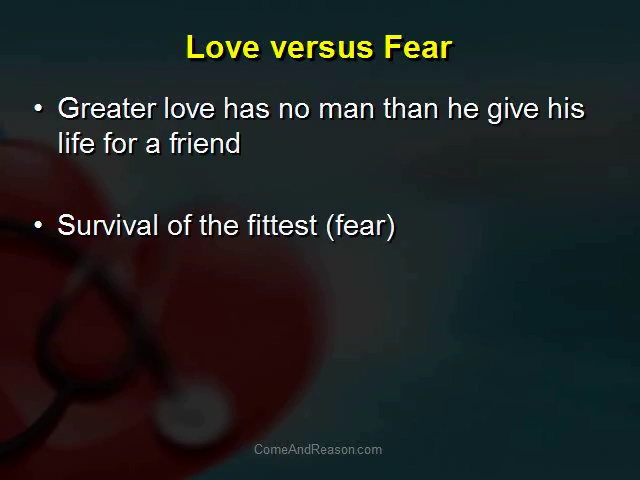 Love versus Fear
• Greater love has no man than he give his
life for a friend
• Survival of the fittest (fear)
ComeAndReason.com